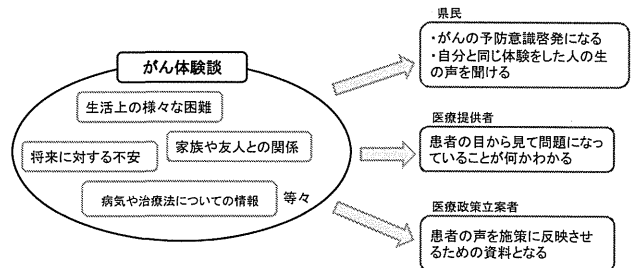 がん体験談
生活上の様々な困難
将来に対する不安
家族や友人との関係
病気や治療法についての情報
等々
県民
・がんの予防意識啓発になる
・自分と同じ体験をした人の生
の声を聞ける
医療提供者
患者の目から見て問題になっ
ていることが何かわかる
医療政策立案者
患者の声を施策に反映させ
るための資料となる